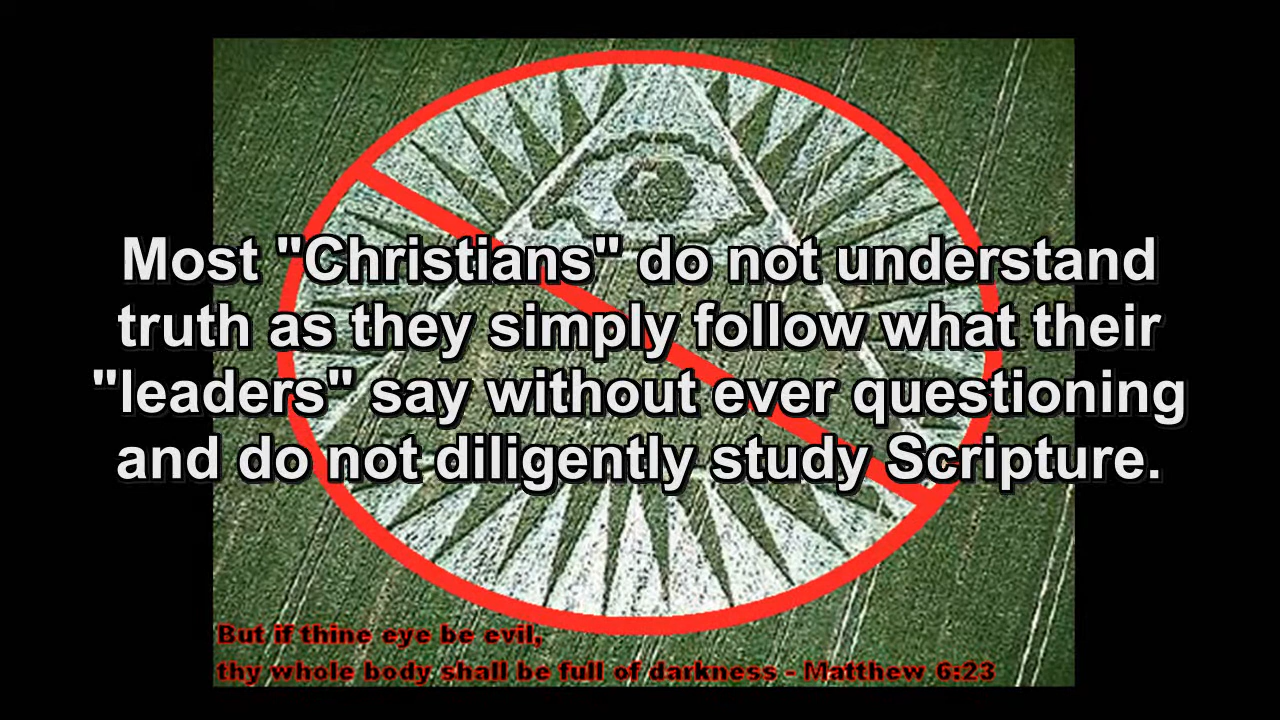 Most "Christians" do not understand
truth as they simply follow what their
"leaders" say without ever questioning
and do not diligently study Scripture.
But if thine eye be evil,
thy whole body shall be full of darkness - Matthew 6:23